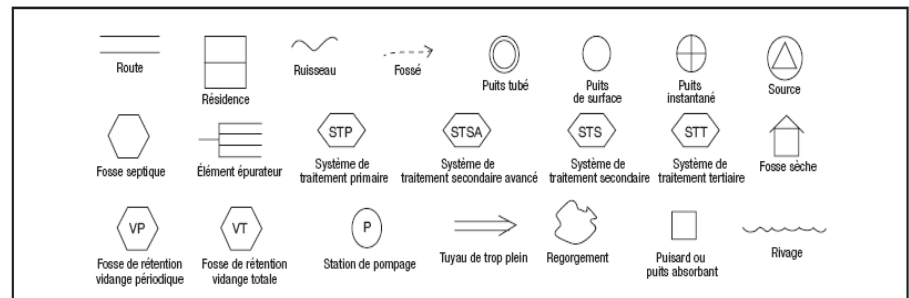 Route
Résidence
Ruisseau
Fossé
Puits tubé
Puits
de surface
Puits
instantané
Source
Fosse septique
Élément épurateur
STP
Système de
traitement primaire
STSA
Système de
traitement secondaire avancé
STS
Système de
traitement secondaire
STT
Système de
traitement tertiaire
Fosse sèche
VP
Fosse de rétention
vidange périodique
VT
Fosse de rétention
vidange totale
P
Station de pompage
Tuyau de trop plein
Regorgement
Puisard ou
puits absorbant
Rivage